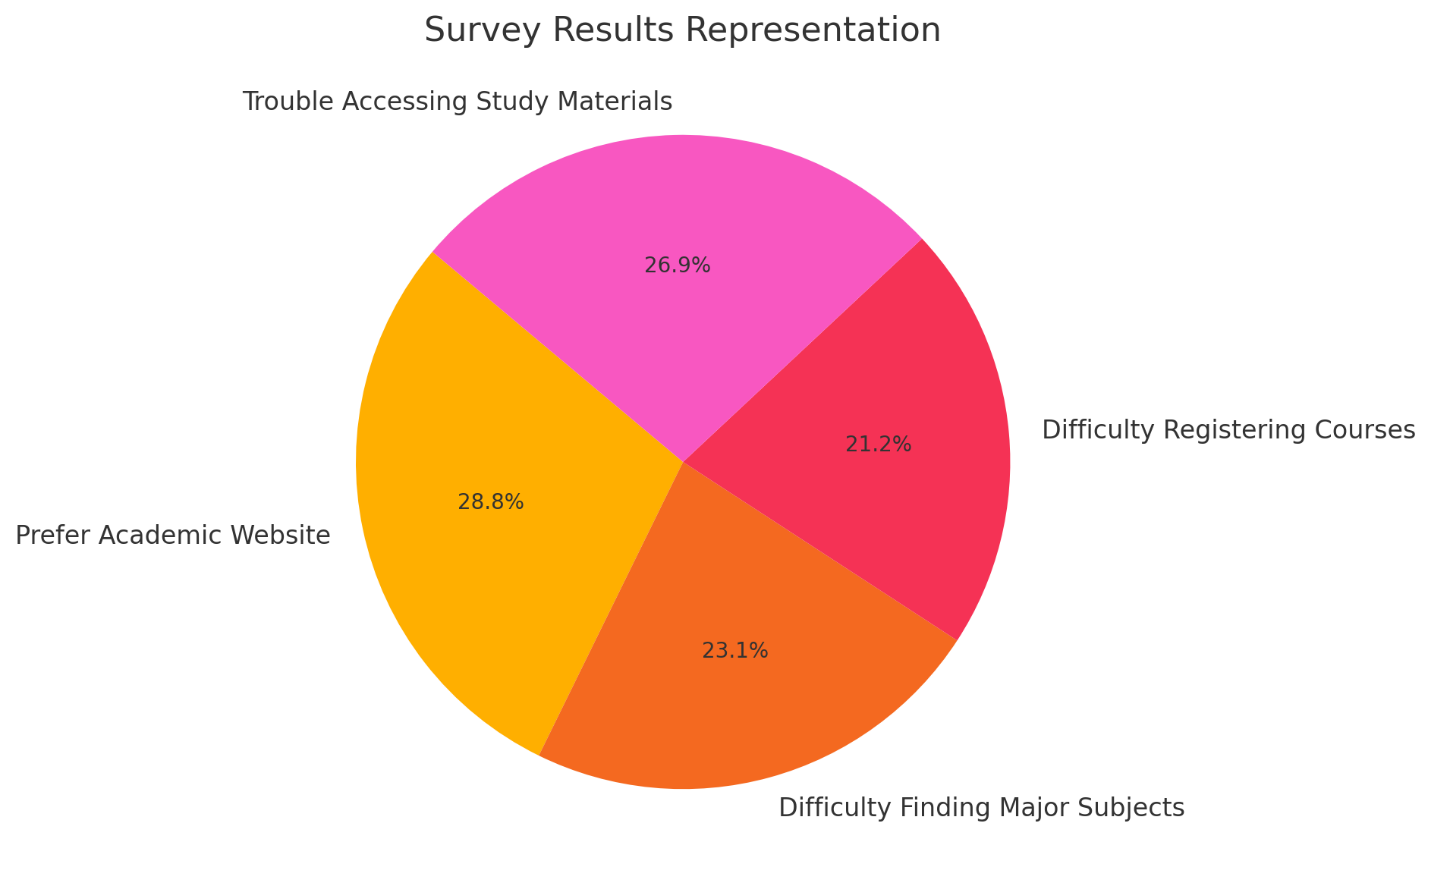 Survey Results Representation
Trouble Accessing Study Materials
26.9%
21.2%
Difficulty Registering Courses
28.8%
Prefer Academic Website
23.1%
Difficulty Finding Major Subjects